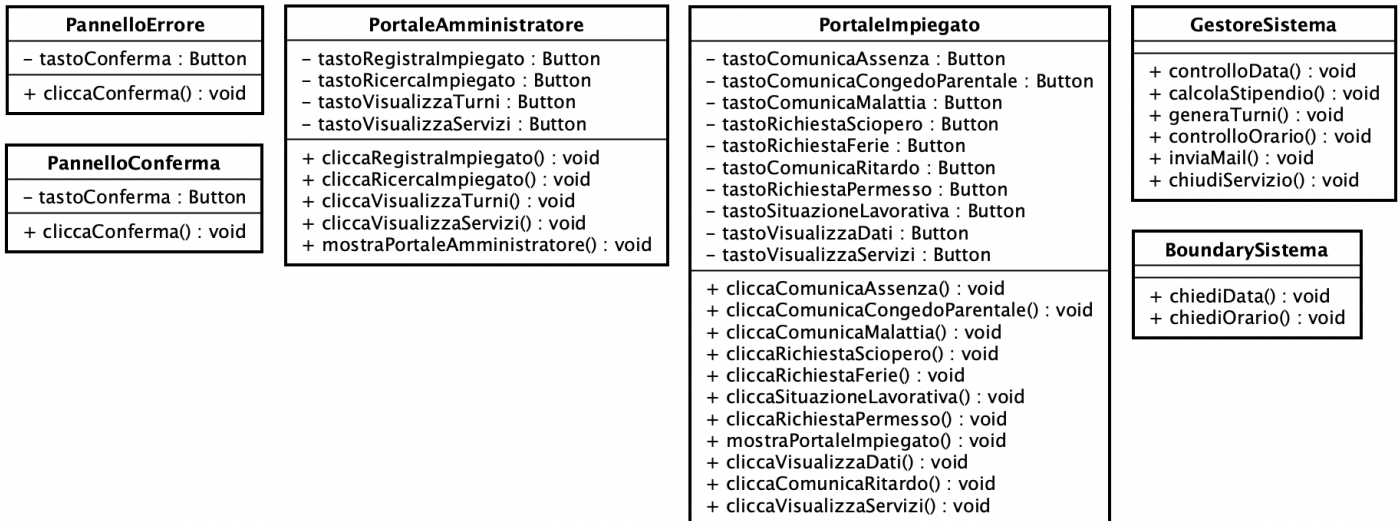 PannelloErrore
– tastoConferma : Button
+ cliccaConferma() : void
PannelloConferma
– tastoConferma : Button
+ cliccaConferma() : void
PortaleAmministratore
– tastoRegistraImpiegato : Button
– tastoRicercaImpiegato : Button
– tastoVisualizzaTurni : Button
– tastoVisualizzaServizi : Button
+ cliccaRegistraImpiegato() : void
+ cliccaRicercaImpiegato() : void
+ cliccaVisualizzaTurni() : void
+ cliccaVisualizzaServizi() : void
+ mostraPortaleAmministratore() : void
PortaleImpiegato
– tastoComunicaAssenza : Button
– tastoComunicaCongedoParentale : Button
– tastoComunicaMalattia : Button
– tastoRichiestaSciopero : Button
– tastoRichiestaFerie : Button
– tastoComunicaRitardo : Button
– tastoRichiestaPermesso : Button
– tastoSituazioneLavorativa : Button
– tastoVisualizzaDati : Button
– tastoVisualizzaServizi : Button
+ cliccaComunicaAssenza() : void
+ cliccaComunicaCongedoParentale() : void
+ cliccaComunicaMalattia() : void
+ cliccaRichiestaSciopero() : void
+ cliccaRichiestaFerie() : void
+ cliccaSituazioneLavorativa() : void
+ cliccaRichiestaPermesso() : void
+ mostraPortaleImpiegato() : void
+ cliccaVisualizzaDati() : void
+ cliccaComunicaRitardo() : void
+ cliccaVisualizzaServizi() : void
GestoreSistema
+ controlloData() : void
+ calcolaStipendio() : void
+ generaTurni() : void
+ controlloOrario() : void
+ inviaMail() : void
+ chiudiServizio() : void
BoundarySistema
+ chiediData() : void
+ chiediOrario() : void